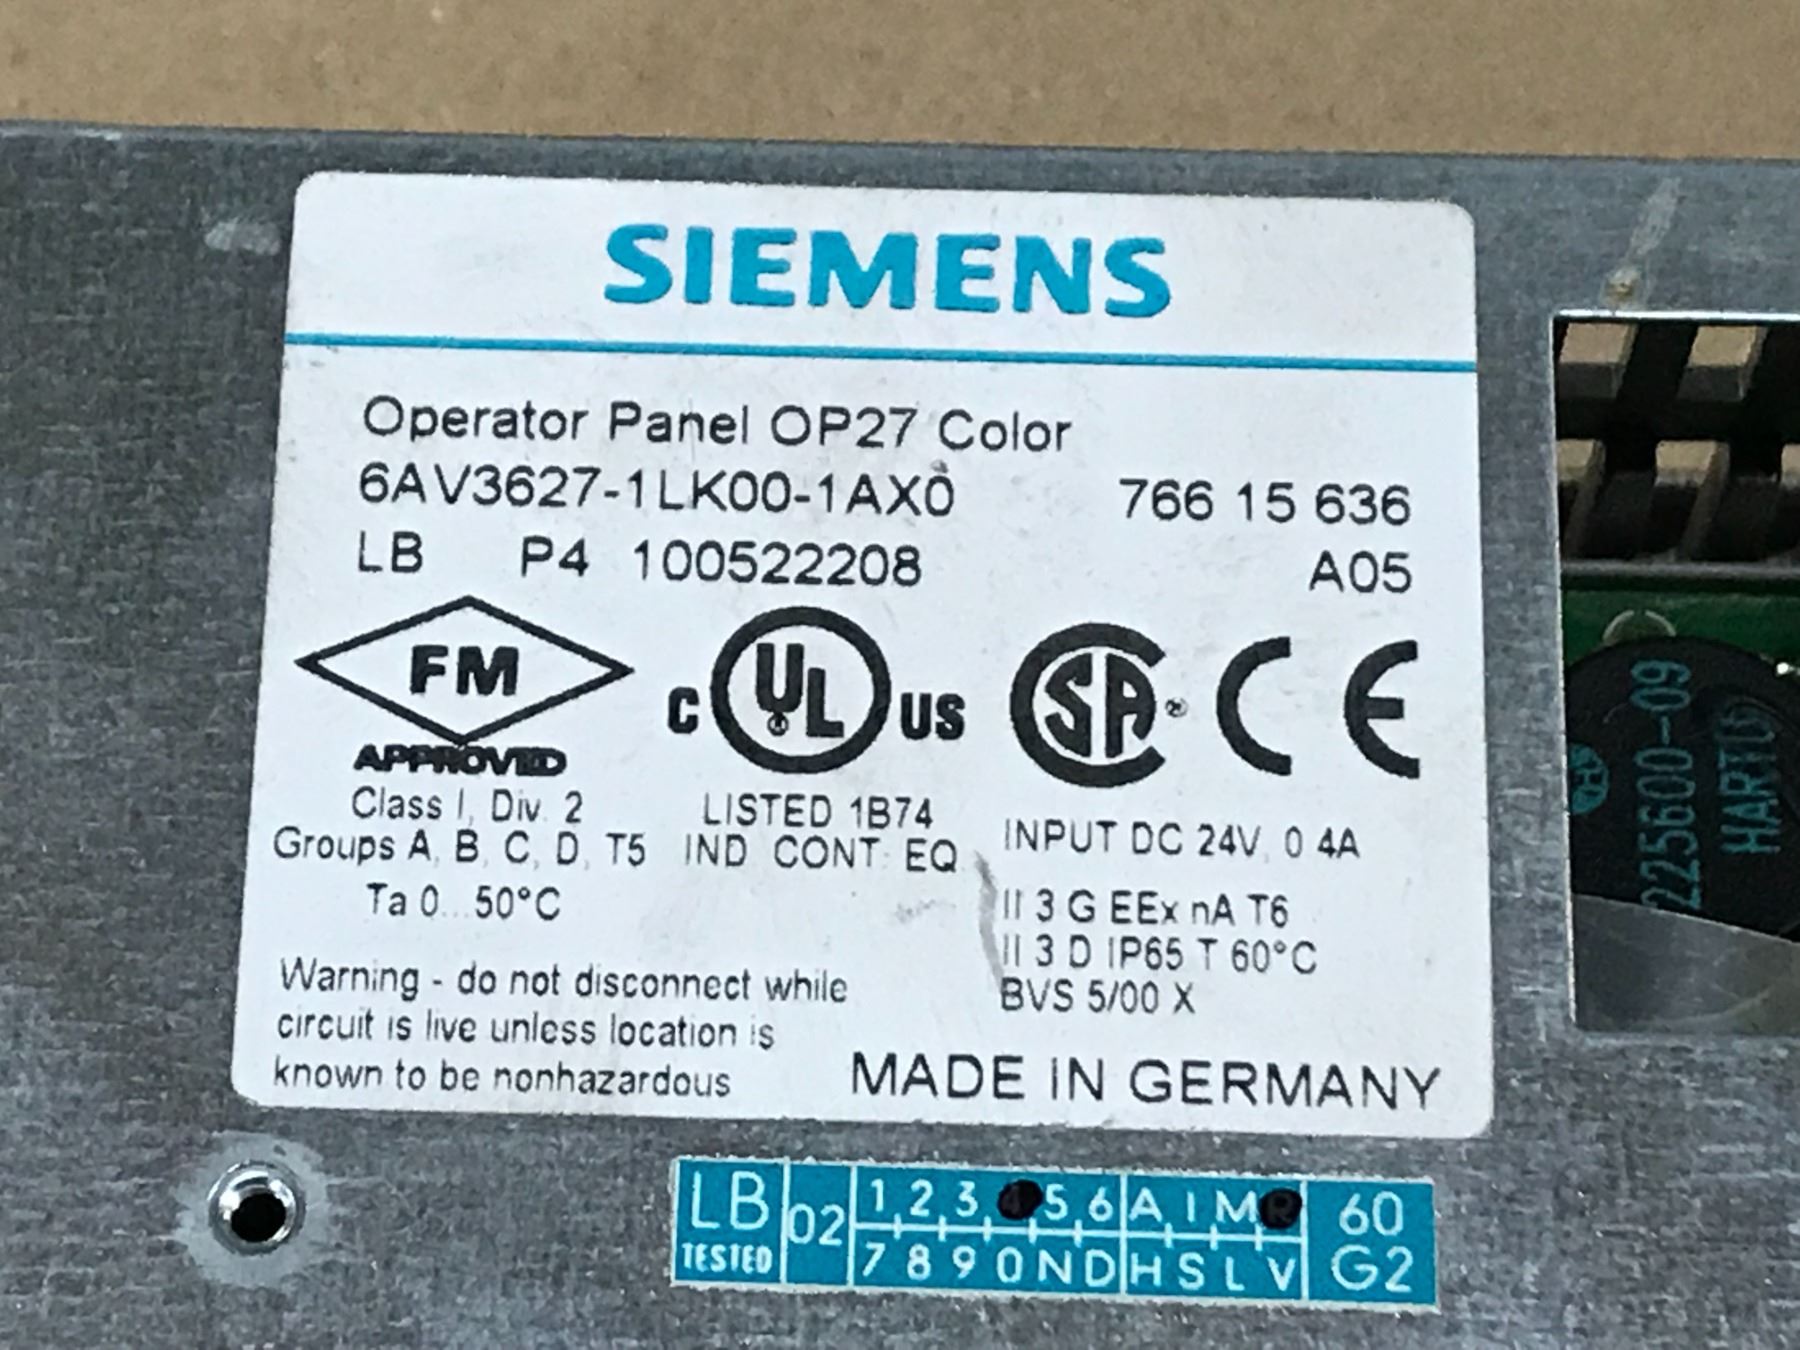 SIEMENS
Operator Panel OP27 Color
6AV3627-1LK00-1AX0 766 15 636
LB P4 100522208 A05
FM
APPROVED
C UL US
SA ® CE
Class I, Div. 2
Groups A, B, C, D, T5
Ta 0...50°C
LISTED 1B74
IND. CONT. EQ
INPUT DC 24V, 0.4A
II 3 G EEx nA T6
II 3 D IP65 T 60°C
BVS 5/00 X
Warning - do not disconnect while
circuit is live unless location is
known to be nonhazardous
MADE IN GERMANY
LB 02 1 2 3 4 5 6 A I M R 60
TESTED 7 8 9 0 N D H S L V G2
225600-09